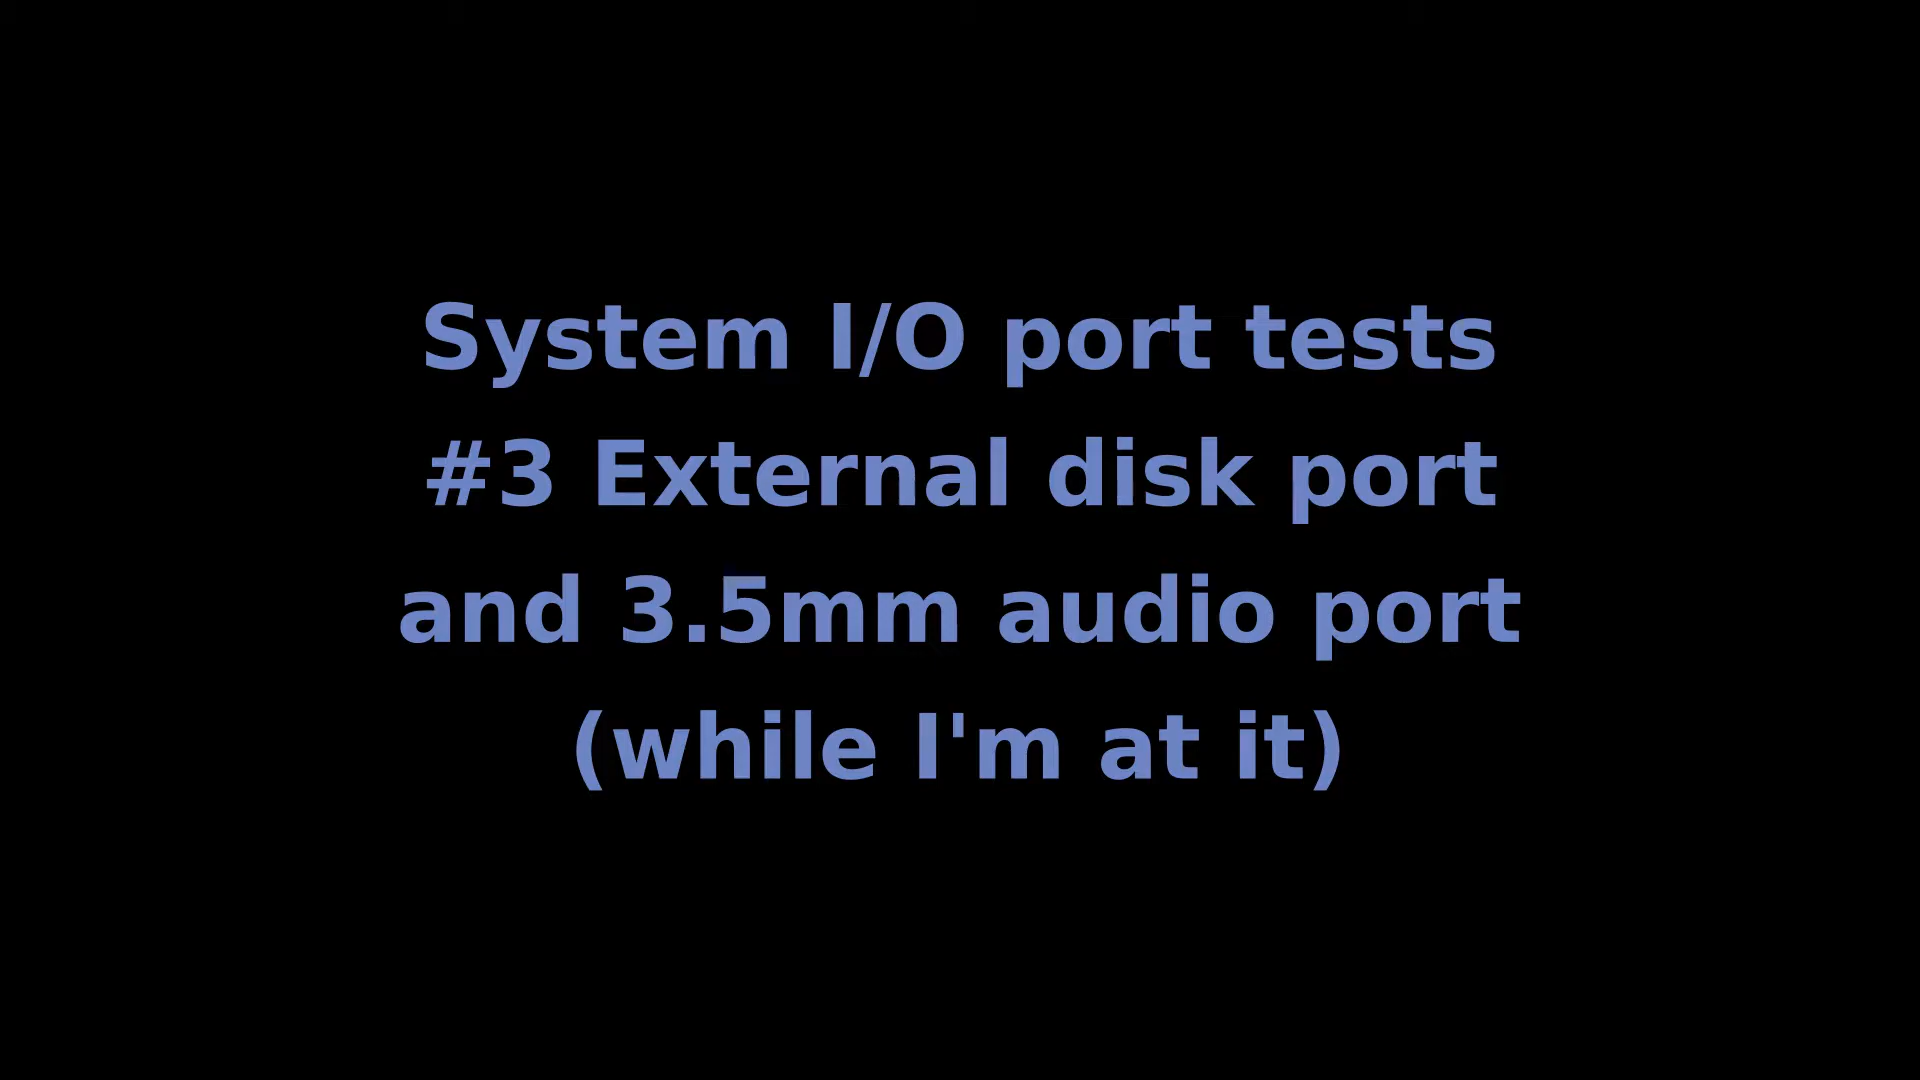 System I/O port tests
#3 External disk port
and 3.5mm audio port
(while I'm at it)